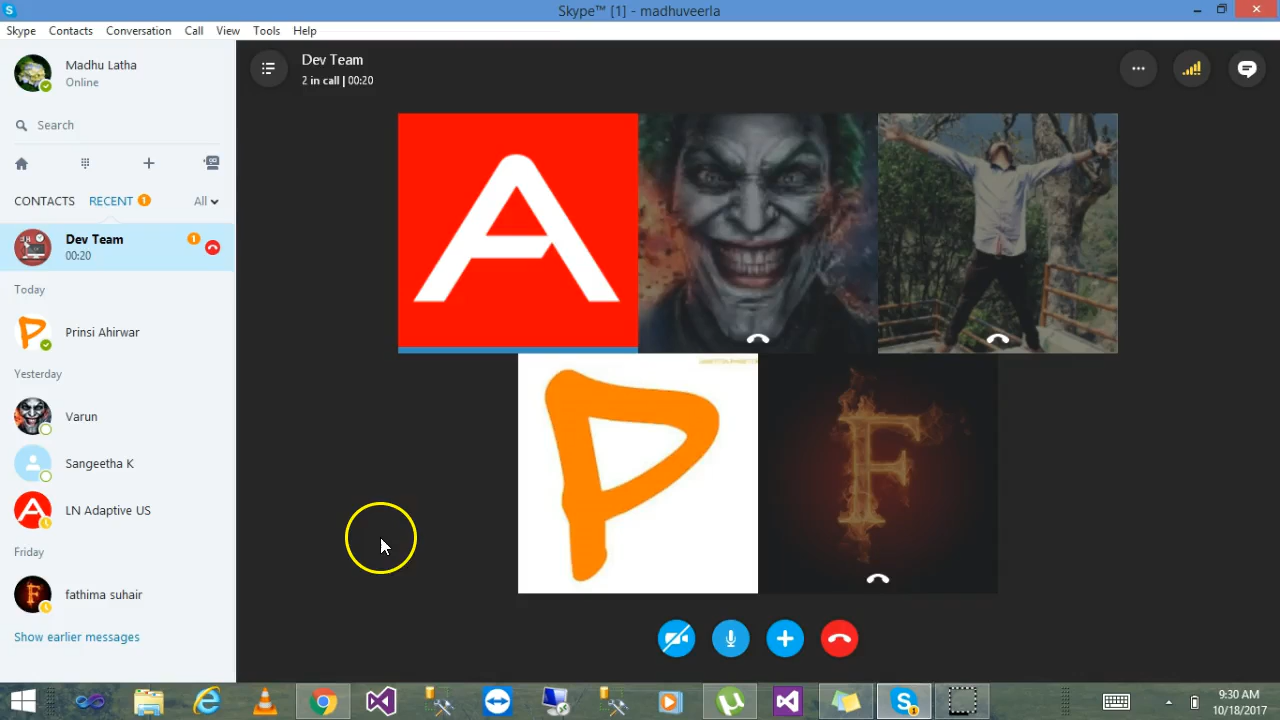 Skype™ [1] - madhuveerla
Skype Contacts Conversation Call View Tools Help
Madhu Latha
Online
Search
CONTACTS RECENT 1 All
Dev Team 1
00:20
Today
Prinsi Ahirwar
Yesterday
Varun
Sangeetha K
LN Adaptive US
Friday
fathima suhair
Show earlier messages
Dev Team
2 in call | 00:20
A
P
F
9:30 AM
10/18/2017